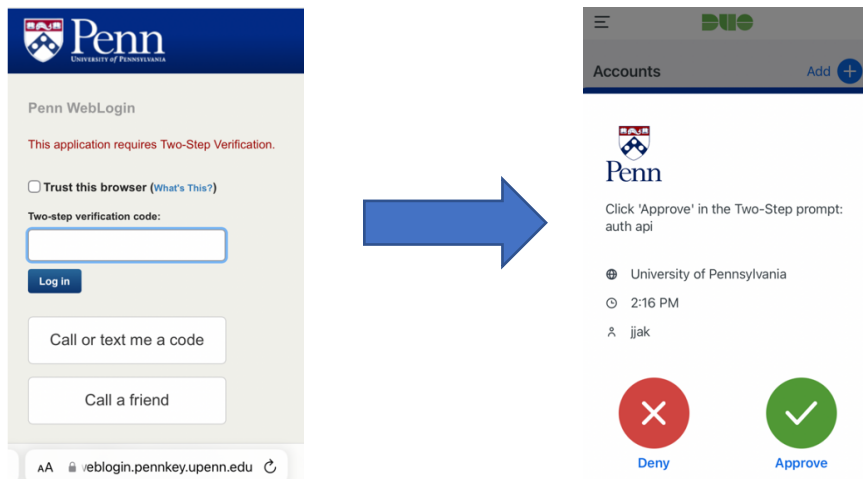 Penn
UNIVERSITY of PENNSYLVANIA
Penn WebLogin
This application requires Two-Step Verification.
Trust this browser (What's This?)
Two-step verification code:
Log in
Call or text me a code
Call a friend
AA veblogin.pennkey.upenn.edu
DUO
Accounts Add
Penn
Click 'Approve' in the Two-Step prompt:
auth api
University of Pennsylvania
2:16 PM
jjak
Deny Approve